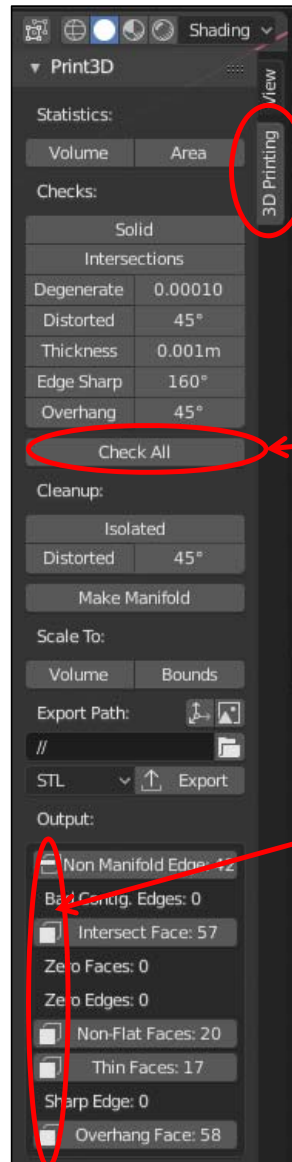 Shading
Print3D
View
3D Printing
Statistics:
Volume Area
Checks:
Solid
Intersections
Degenerate 0.00010
Distorted 45°
Thickness 0.001m
Edge Sharp 160°
Overhang 45°
Check All
Cleanup:
Isolated
Distorted 45°
Make Manifold
Scale To:
Volume Bounds
Export Path:
//
STL Export
Output:
Non Manifold Edge: 42
Bad Contig. Edges: 0
Intersect Face: 57
Zero Faces: 0
Zero Edges: 0
Non-Flat Faces: 20
Thin Faces: 17
Sharp Edge: 0
Overhang Face: 58